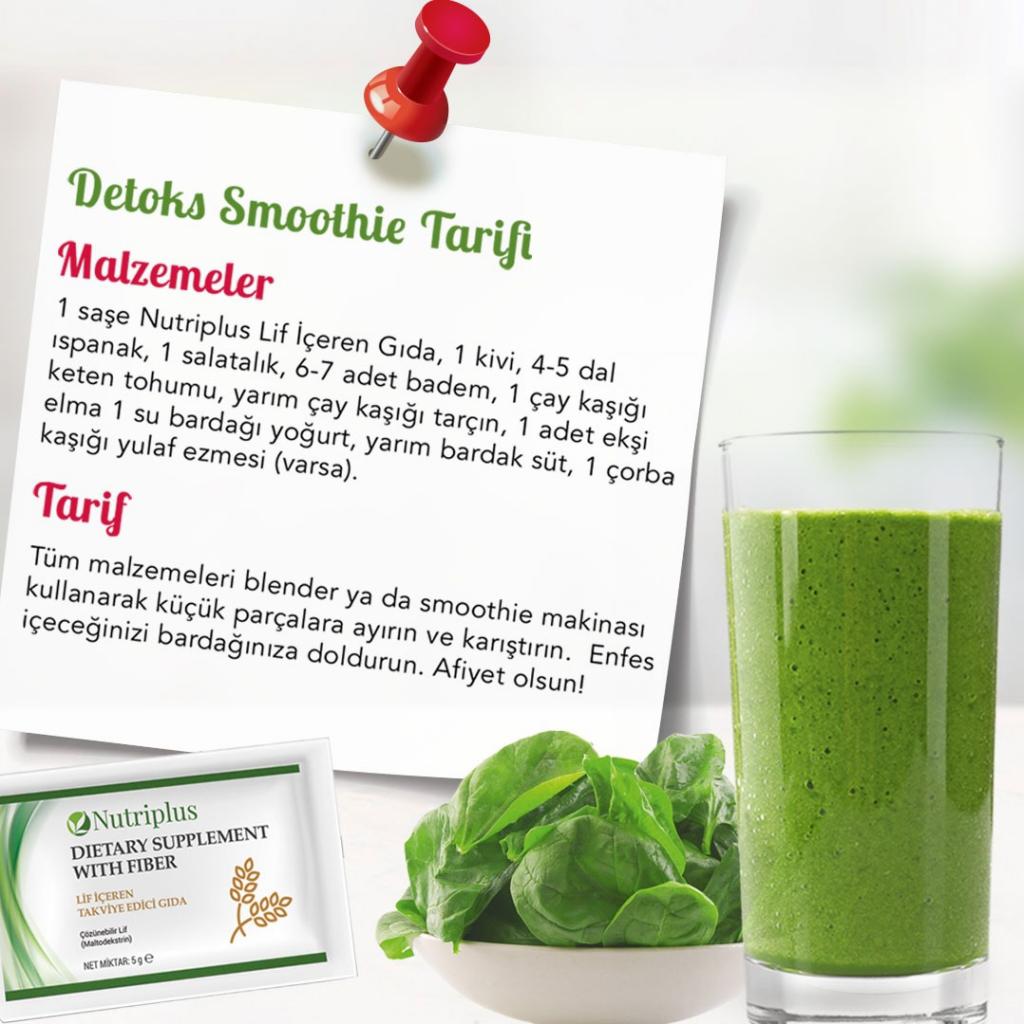 Detoks Smoothie Tarifi
Malzemeler
1 saşe Nutriplus Lif İçeren Gıda, 1 kivi, 4-5 dal
ıspanak, 1 salatalık, 6-7 adet badem, 1 çay kaşığı
keten tohumu, yarım çay kaşığı tarçın, 1 adet ekşi
elma 1 su bardağı yoğurt, yarım bardak süt, 1 çorba
kaşığı yulaf ezmesi (varsa).
Tarif
Tüm malzemeleri blender ya da smoothie makinası
kullanarak küçük parçalara ayırın ve karıştırın. Enfes
içeceğinizi bardağınıza doldurun. Afiyet olsun!
Nutriplus
DIETARY SUPPLEMENT
WITH FIBER
LİF İÇEREN
TAKVİYE EDİCİ GIDA
Çözünebilir Lif
(Maltodekstrin)
NET MİKTAR: 5 g ℮